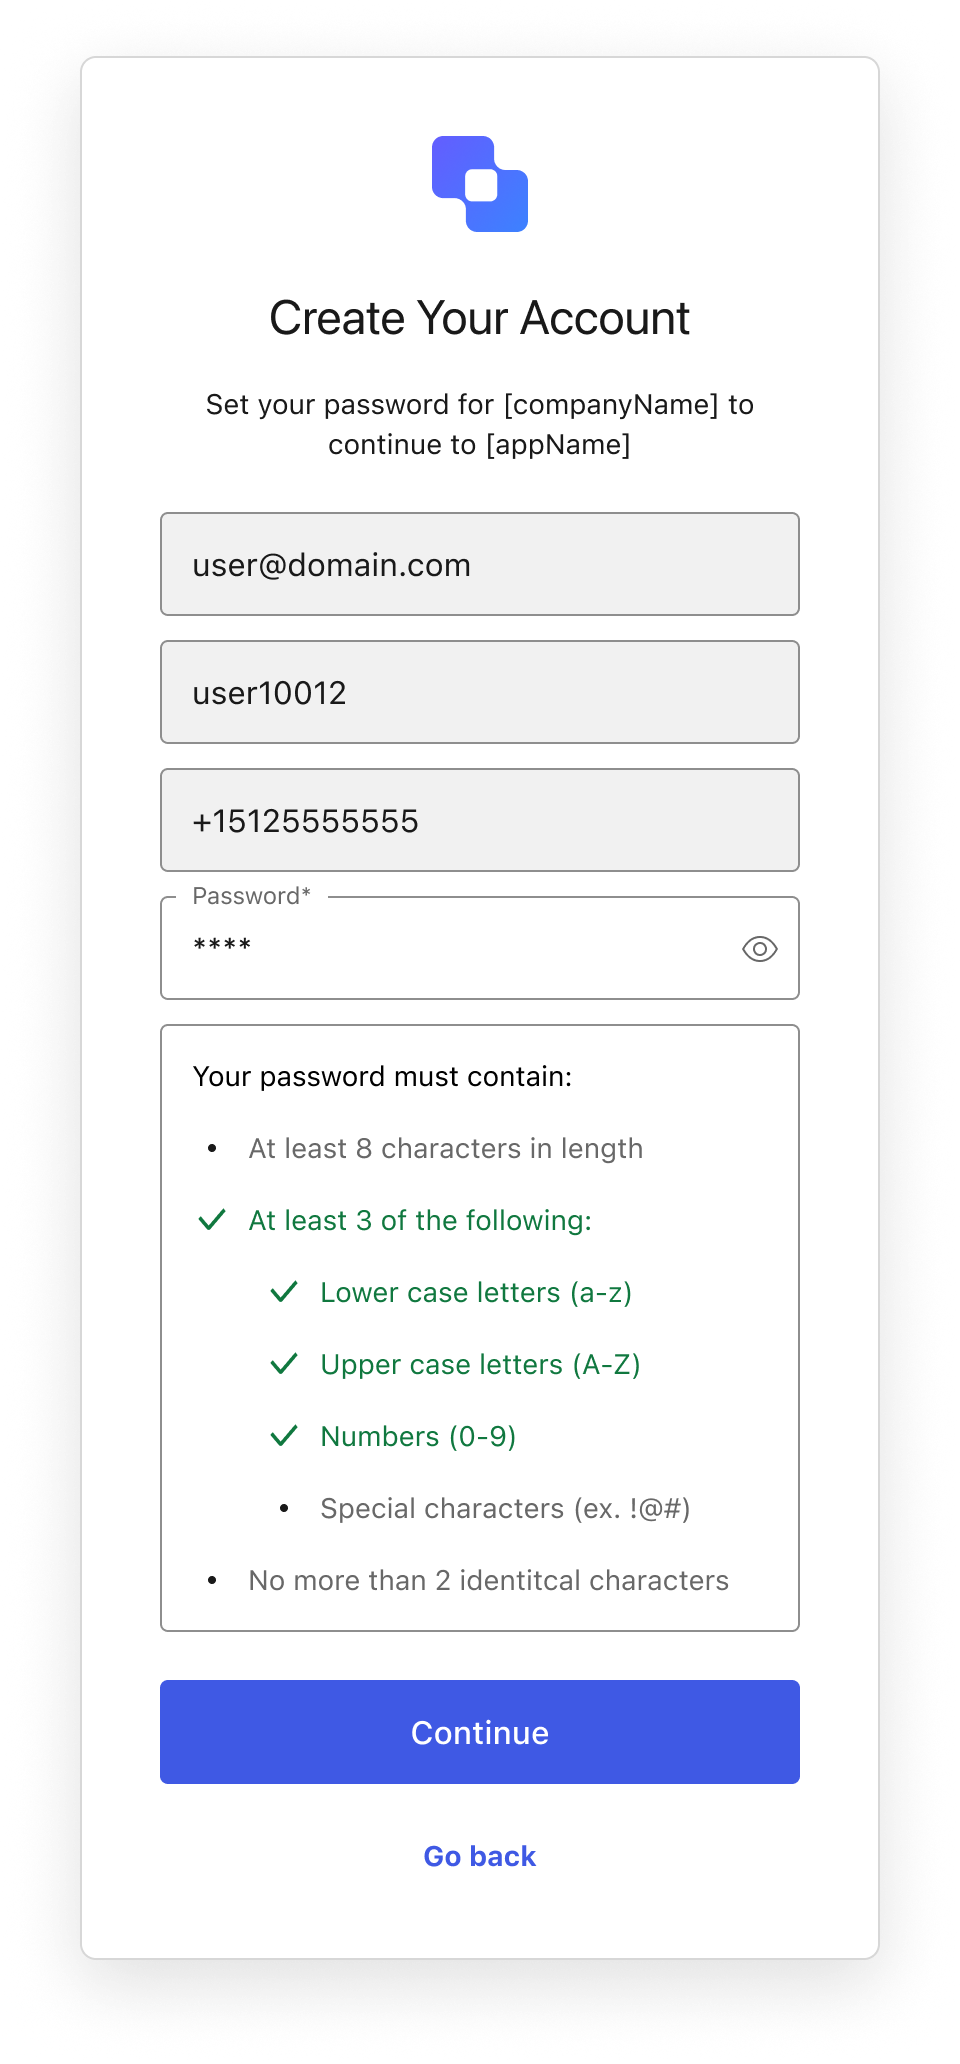 Create Your Account
Set your password for [companyName] to
continue to [appName]
user@domain.com
user10012
+15125555555
Password*
****
Your password must contain:
• At least 8 characters in length
At least 3 of the following:
Lower case letters (a-z)
Upper case letters (A-Z)
Numbers (0-9)
• Special characters (ex. !@#)
• No more than 2 identitcal characters
Continue
Go back